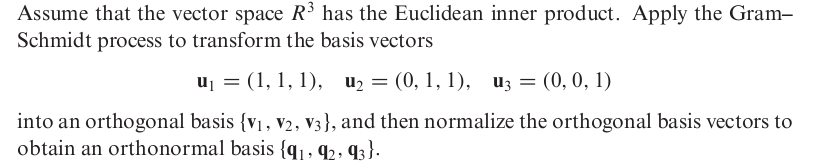 Assume that the vector space R³ has the Euclidean inner product. Apply the Gram–
Schmidt process to transform the basis vectors
u₁ = (1, 1, 1), u₂ = (0, 1, 1), u₃ = (0, 0, 1)
into an orthogonal basis {v₁, v₂, v₃}, and then normalize the orthogonal basis vectors to
obtain an orthonormal basis {q₁, q₂, q₃}.